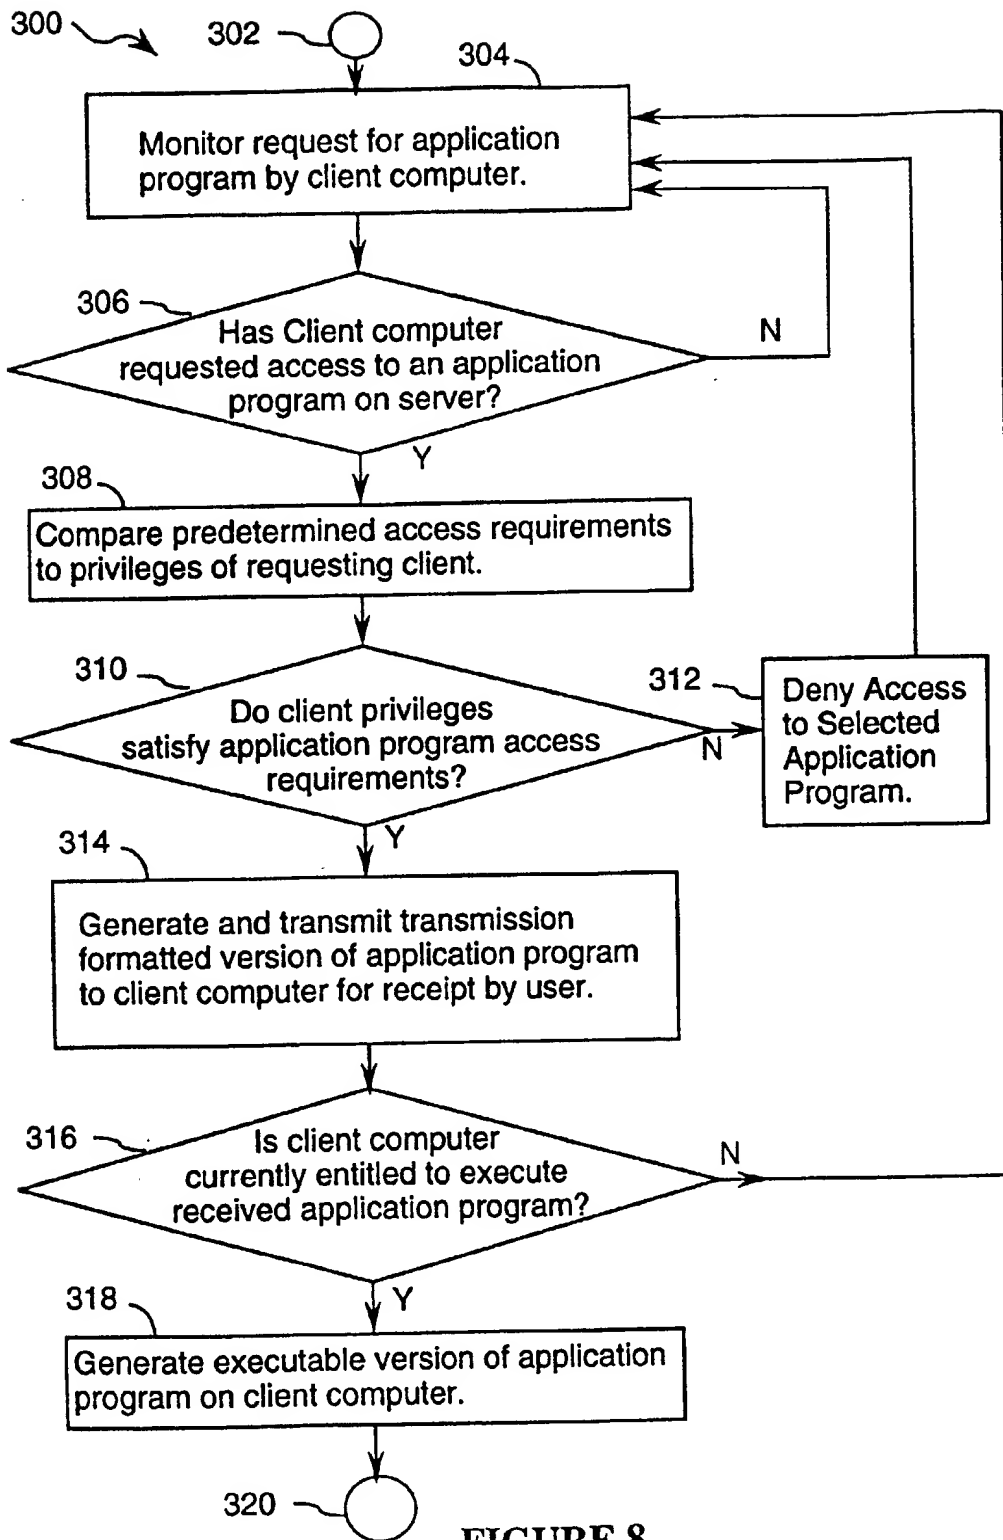 300
302
304
Monitor request for application
program by client computer.
306
Has Client computer
requested access to an application
program on server?
N
Y
308
Compare predetermined access requirements
to privileges of requesting client.
310
Do client privileges
satisfy application program access
requirements?
N
312
Deny Access
to Selected
Application
Program.
Y
314
Generate and transmit transmission
formatted version of application program
to client computer for receipt by user.
316
Is client computer
currently entitled to execute
received application program?
N
Y
318
Generate executable version of application
program on client computer.
320
FIGURE 8